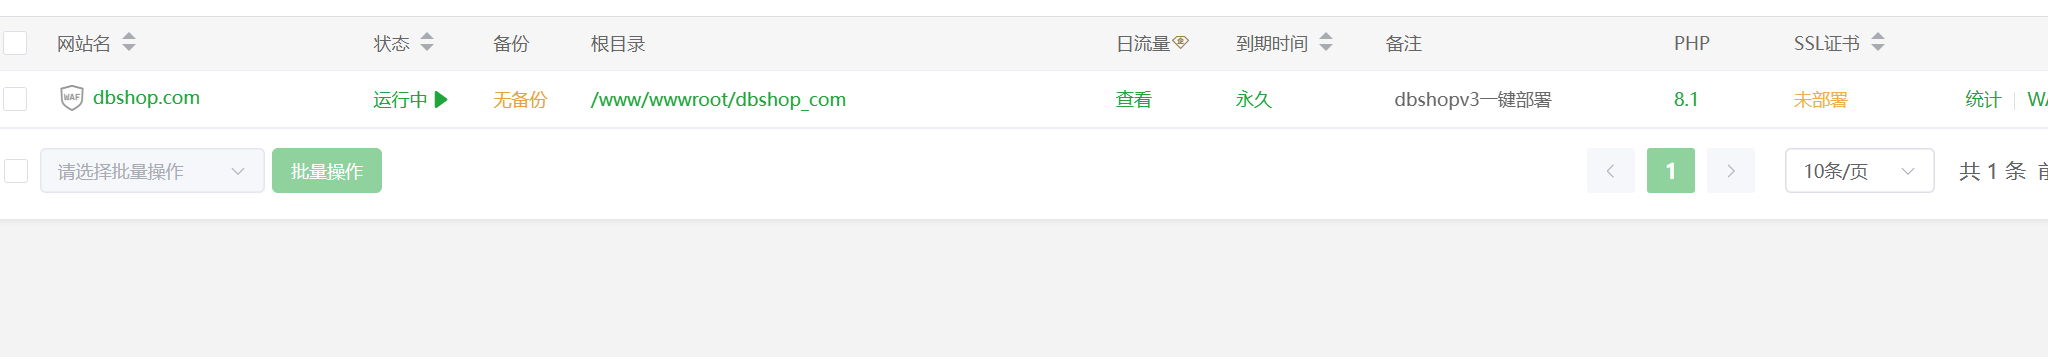 网站名 状态 备份 根目录 日流量 到期时间 备注 PHP SSL证书
WAF dbshop.com 运行中 无备份 /www/wwwroot/dbshop_com 查看 永久 dbshopv3一键部署 8.1 未部署 统计 WA
请选择批量操作 批量操作 1 10条/页 共 1 条 前